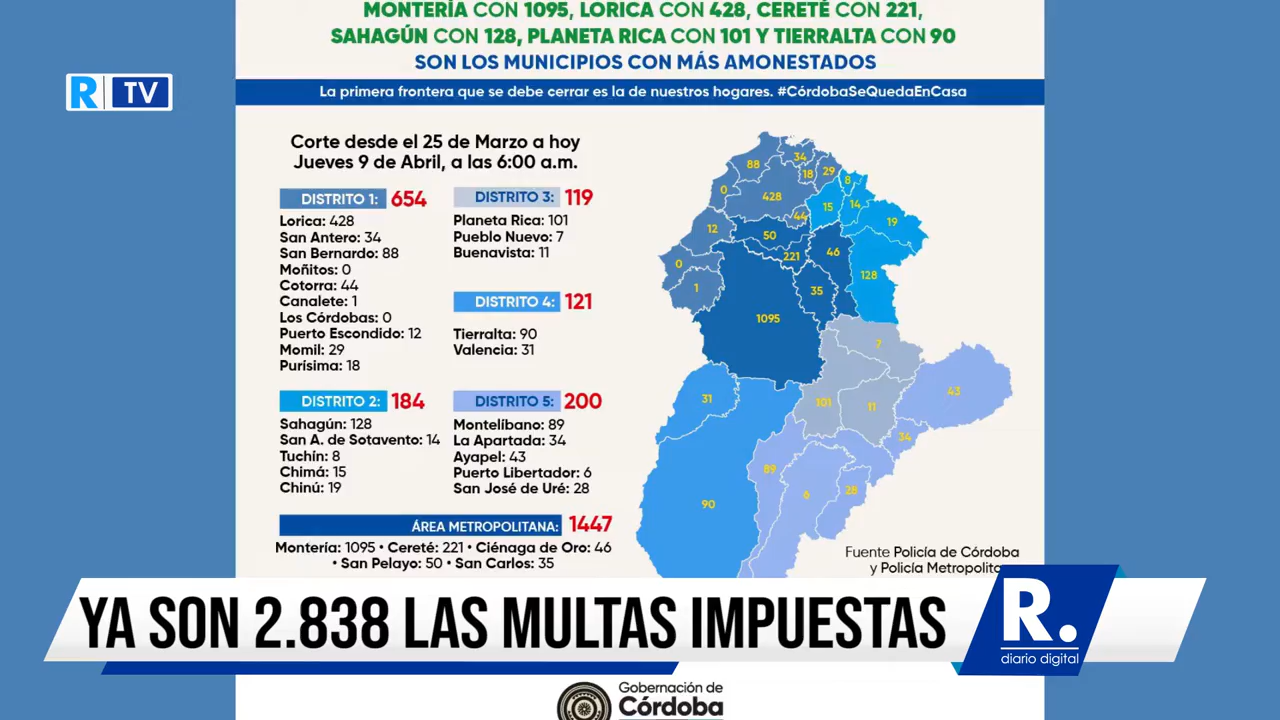 MONTERÍA CON 1095, LORICA CON 428, CERETÉ CON 221,
SAHAGÚN CON 128, PLANETA RICA CON 101 Y TIERRALTA CON 90
SON LOS MUNICIPIOS CON MÁS AMONESTADOS
R TV
La primera frontera que se debe cerrar es la de nuestros hogares. #CórdobaSeQuedaEnCasa
Corte desde el 25 de Marzo a hoy
Jueves 9 de Abril, a las 6:00 a.m.
DISTRITO 1: 654
Lorica: 428
San Antero: 34
San Bernardo: 88
Moñitos: 0
Cotorra: 44
Canalete: 1
Los Córdobas: 0
Puerto Escondido: 12
Momil: 29
Purísima: 18
DISTRITO 2: 184
Sahagún: 128
San A. de Sotavento: 14
Tuchín: 8
Chimá: 15
Chinú: 19
DISTRITO 3: 119
Planeta Rica: 101
Pueblo Nuevo: 7
Buenavista: 11
DISTRITO 4: 121
Tierralta: 90
Valencia: 31
DISTRITO 5: 200
Montelíbano: 89
La Apartada: 34
Ayapel: 43
Puerto Libertador: 6
San José de Uré: 28
ÁREA METROPOLITANA: 1447
Montería: 1095 • Cereté: 221 • Ciénaga de Oro: 46
• San Pelayo: 50 • San Carlos: 35
88
34
18
29
8
0
428
44
15
14
19
12
50
221
46
0
1
35
128
1095
7
31
101
11
43
34
89
6
28
90
Fuente Policía de Córdoba
y Policía Metropolita
YA SON 2.838 LAS MULTAS IMPUESTAS
R.
diario digital
Gobernación de
Córdoba